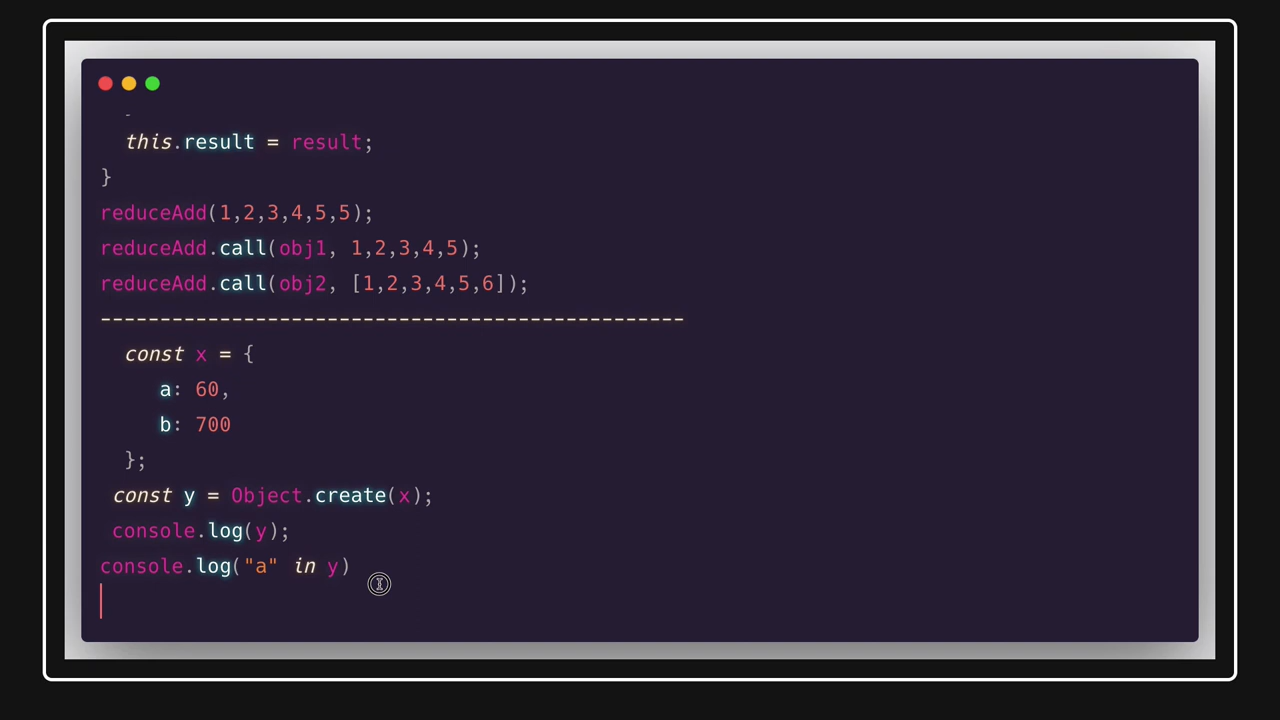 this.result = result;
}
reduceAdd(1,2,3,4,5,5);
reduceAdd.call(obj1, 1,2,3,4,5);
reduceAdd.call(obj2, [1,2,3,4,5,6]);
-------------------------------------------------
const x = {
a: 60,
b: 700
};
const y = Object.create(x);
console.log(y);
console.log("a" in y)